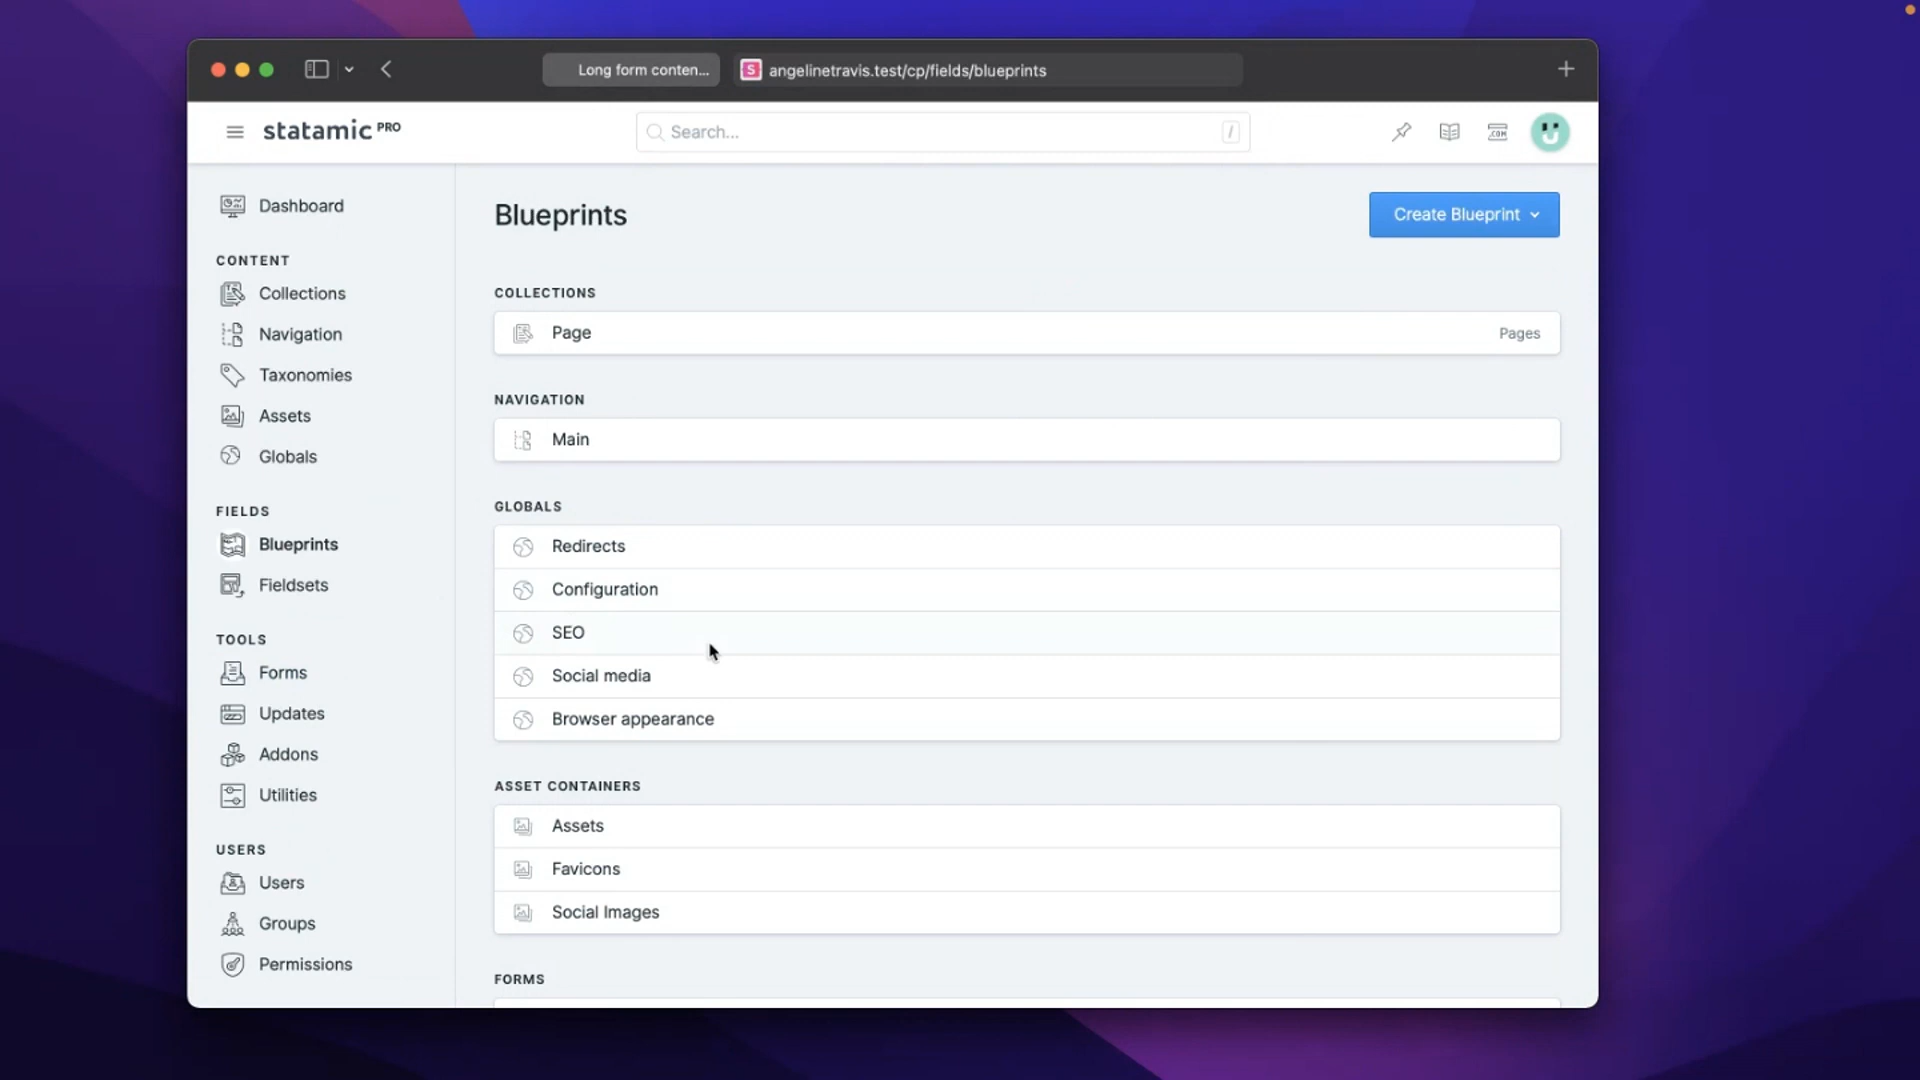 Long form conten...
S angelinetravis.test/cp/fields/blueprints
statamic PRO
Search...
/
.COM
Dashboard
CONTENT
Collections
Navigation
Taxonomies
Assets
Globals
FIELDS
Blueprints
Fieldsets
TOOLS
Forms
Updates
Addons
Utilities
USERS
Users
Groups
Permissions
Blueprints
Create Blueprint
COLLECTIONS
Page Pages
NAVIGATION
Main
GLOBALS
Redirects
Configuration
SEO
Social media
Browser appearance
ASSET CONTAINERS
Assets
Favicons
Social Images
FORMS